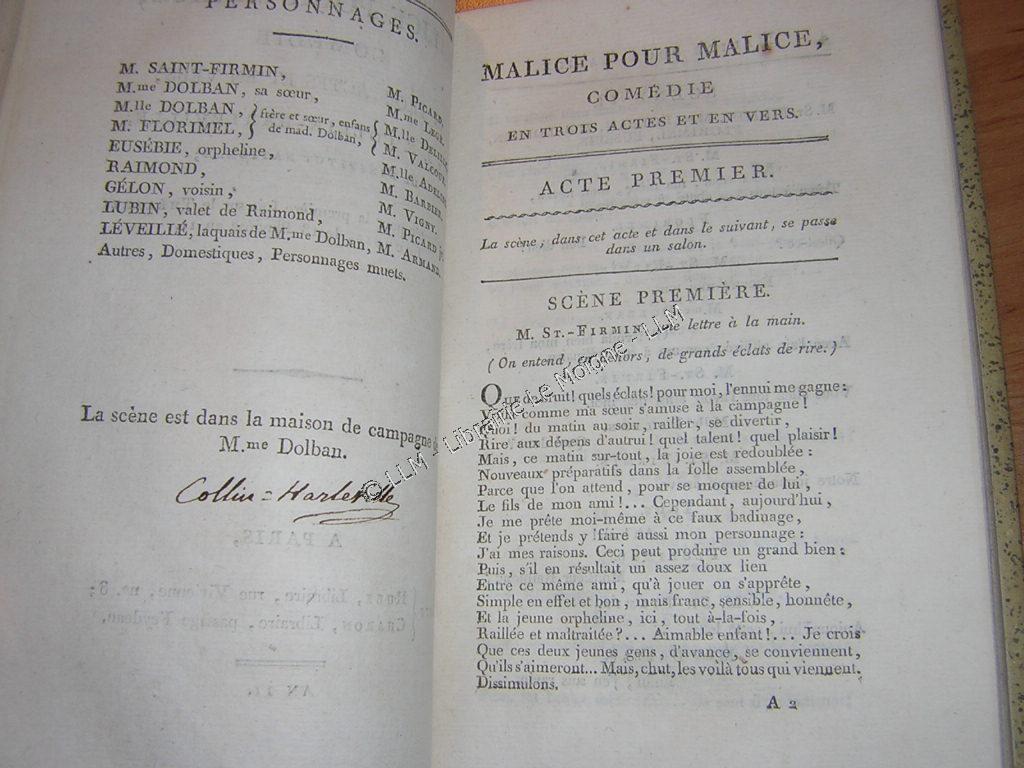 PERSONNAGES.
M. SAINT-FIRMIN, M. PICARD.
M.me DOLBAN, sa sœur, M.me
M.lle DOLBAN, M.lle
M. FLORIMEL, M. VALCOUR
frère et sœur, enfans
de mad. Dolban,
EUSÉBIE, orpheline, M.lle
RAIMOND, M. BARBIER
GÉLON, voisin, M. VIGNY.
LUBIN, valet de Raimond, M. PICARD
LÉVEILLÉ, laquais de M.me Dolban, M. ARMAND.
Autres, Domestiques, Personnages muets.
La scène est dans la maison de campagne
M.me Dolban.
Collin=Harleville
MALICE POUR MALICE,
COMÉDIE
EN TROIS ACTES ET EN VERS.
ACTE PREMIER.
La scène, dans cet acte et dans le suivant, se passe
dans un salon.
SCÈNE PREMIÈRE.
M. ST.-FIRMIN, lettre à la main.
(On entend, en dehors, de grands éclats de rire.)
QUE de bruit! quels éclats! pour moi, l'ennui me gagne:
Voilà comme ma sœur s'amuse à la campagne!
Quoi! du matin au soir, railler, se divertir,
Rire aux dépens d'autrui! quel talent! quel plaisir!
Mais, ce matin sur-tout, la joie est redoublée:
Nouveaux préparatifs dans la folle assemblée,
Parce que l'on attend, pour se moquer de lui,
Le fils de mon ami!... Cependant, aujourd'hui,
Je me prête moi-même à ce faux badinage,
Et je prétends y faire aussi mon personnage:
J'ai mes raisons. Ceci peut produire un grand bien:
Puis, s'il en résultait un assez doux lien
Entre ce même ami, qu'à jouer on s'apprête,
Simple en effet et bon, mais franc, sensible, honnête,
Et la jeune orpheline, ici, tout à-la-fois,
Raillée et maltraitée?... Aimable enfant!.... Je crois
Que ces deux jeunes gens, d'avance, se conviennent,
Qu'ils s'aimeront... Mais, chut, les voilà tous qui viennent.
Dissimulons.
A 2
© LLM - Librairie Le Moigne - LLM